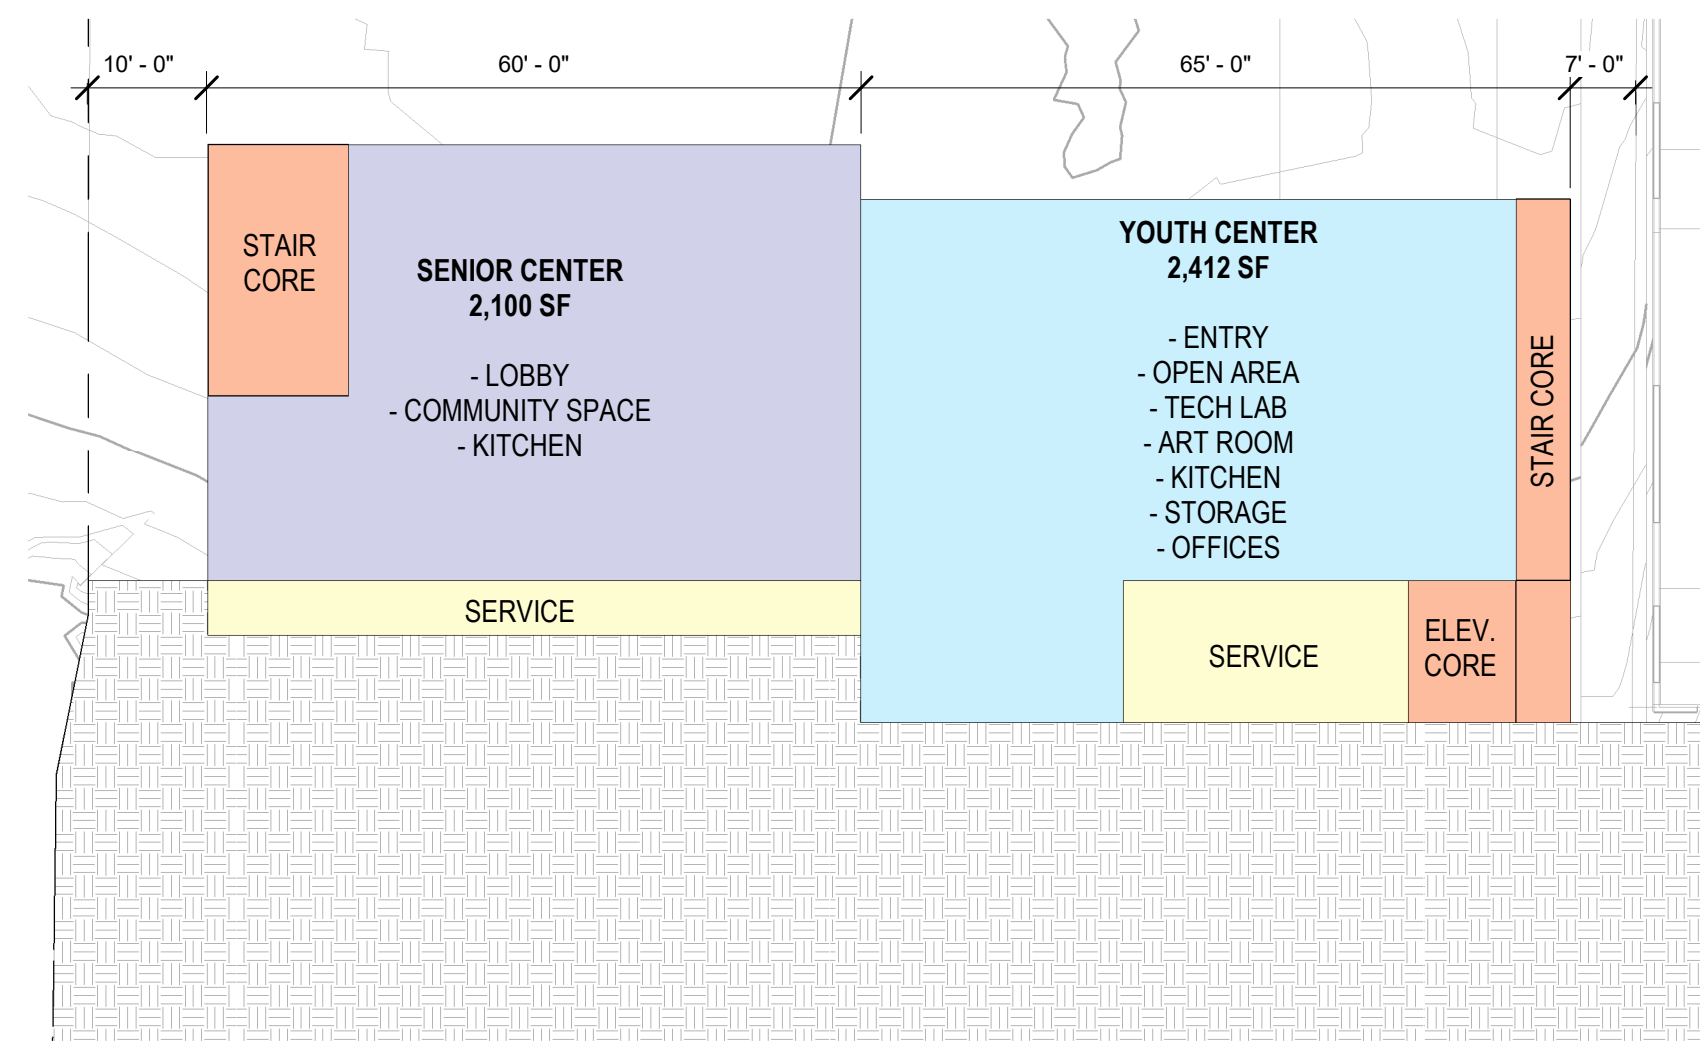 10' - 0"
60' - 0"
65' - 0"
7' - 0"
STAIR
CORE
SENIOR CENTER
2,100 SF
- LOBBY
- COMMUNITY SPACE
- KITCHEN
SERVICE
YOUTH CENTER
2,412 SF
- ENTRY
- OPEN AREA
- TECH LAB
- ART ROOM
- KITCHEN
- STORAGE
- OFFICES
STAIR CORE
SERVICE
ELEV.
CORE